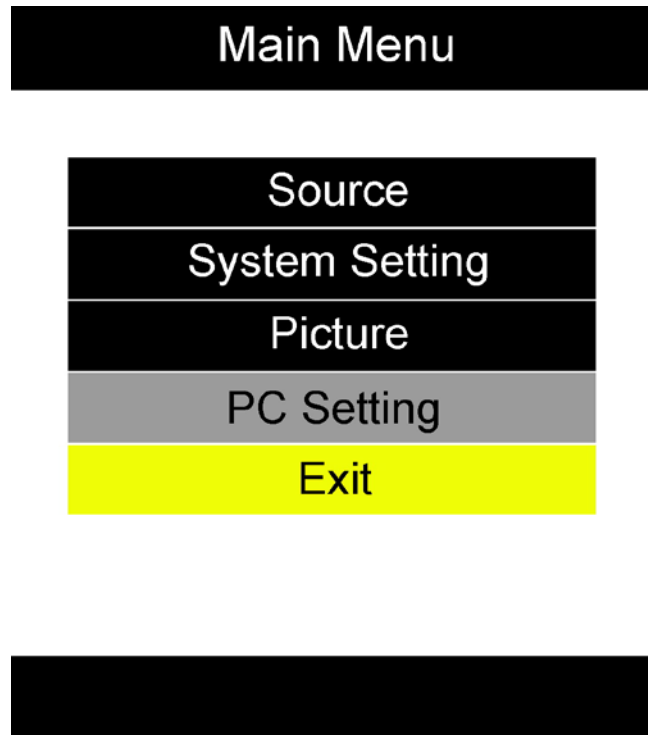 Main Menu
Source
System Setting
Picture
PC Setting
Exit